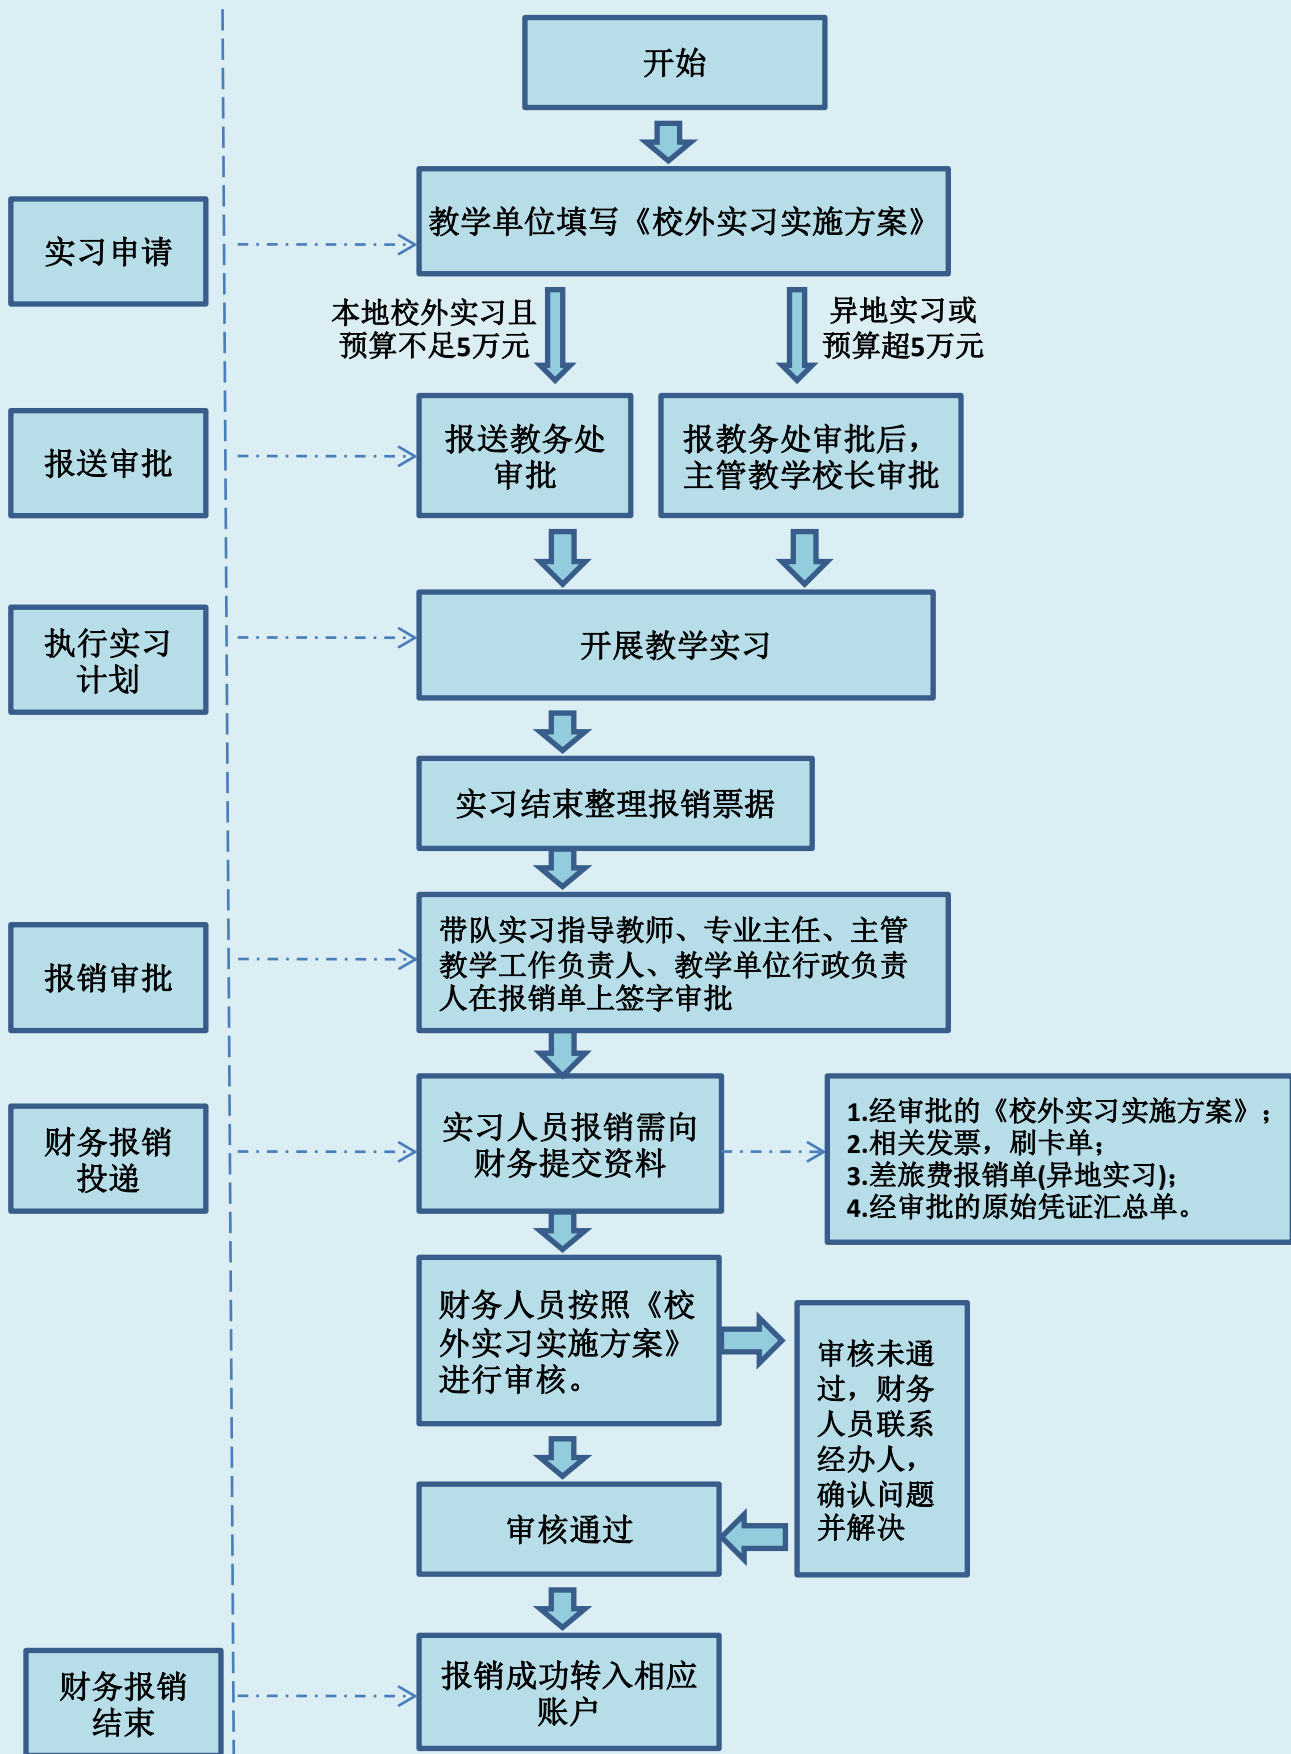 开始
实习申请
教学单位填写《校外实习实施方案》
本地校外实习且
预算不足5万元
异地实习或
预算超5万元
报送审批
报送教务处
审批
报教务处审批后，
主管教学校长审批
执行实习
计划
开展教学实习
实习结束整理报销票据
报销审批
带队实习指导教师、专业主任、主管
教学工作负责人、教学单位行政负责
人在报销单上签字审批
财务报销
投递
实习人员报销需向
财务提交资料
1.经审批的《校外实习实施方案》；
2.相关发票，刷卡单；
3.差旅费报销单(异地实习)；
4.经审批的原始凭证汇总单。
财务人员按照《校
外实习实施方案》
进行审核。
审核未通
过，财务
人员联系
经办人，
确认问题
并解决
审核通过
财务报销
结束
报销成功转入相应
账户